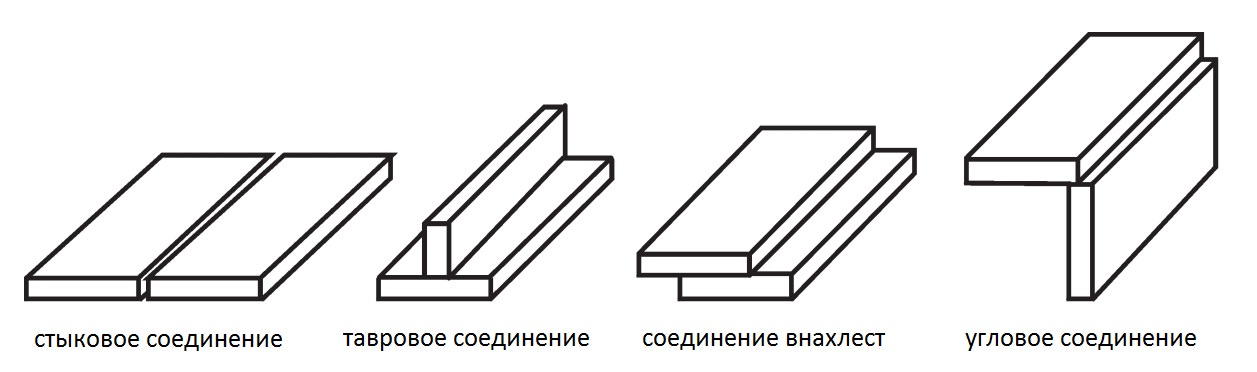 стыковое соединение
тавровое соединение
соединение внахлест
угловое соединение